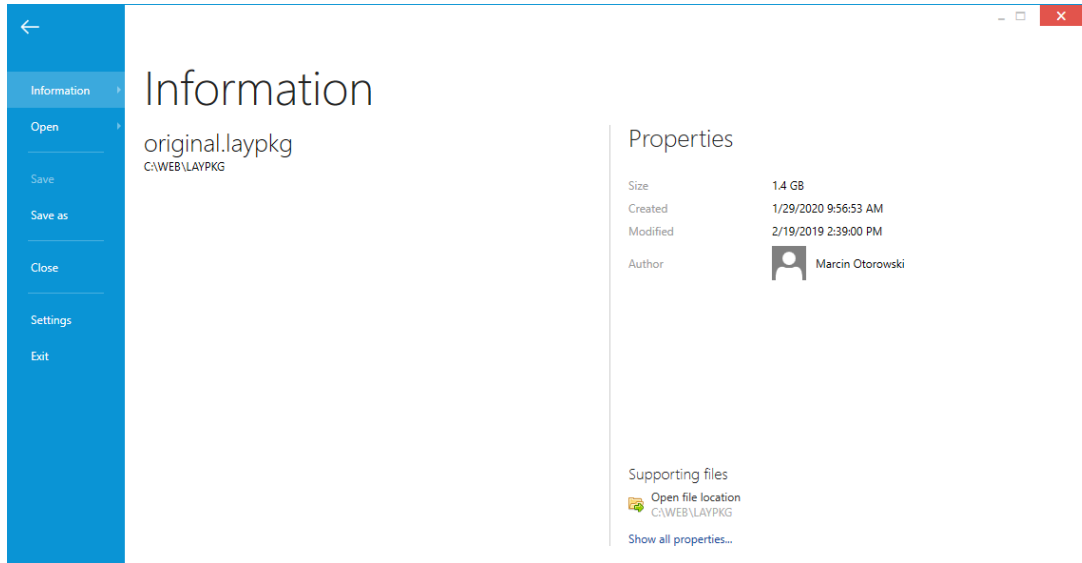 Information
Open
Save
Save as
Close
Settings
Exit
Information
original.laypkg
C:\WEB\LAYPKG
Properties
Size 1.4 GB
Created 1/29/2020 9:56:53 AM
Modified 2/19/2019 2:39:00 PM
Author Marcin Otorowski
Supporting files
Open file location
C:\WEB\LAYPKG
Show all properties...